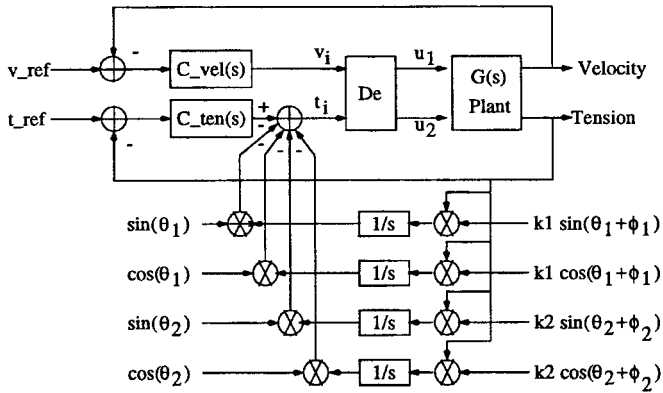 v_ref
-
C_vel(s)
v_i
De
u_1
G(s)
Plant
Velocity
t_ref
-
C_ten(s)
+
-
-
-
-
t_i
u_2
Tension
sin(θ_1)
1/s
k1 sin(θ_1+ϕ_1)
cos(θ_1)
1/s
k1 cos(θ_1+ϕ_1)
sin(θ_2)
1/s
k2 sin(θ_2+ϕ_2)
cos(θ_2)
1/s
k2 cos(θ_2+ϕ_2)